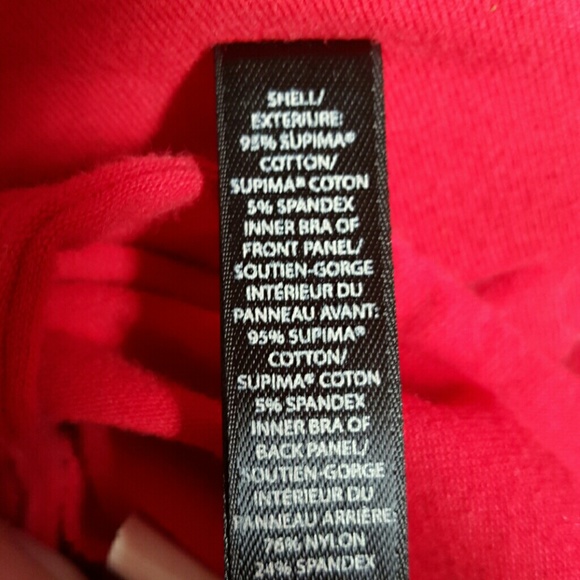 SHELL/
EXTERIURE:
95% SUPIMA®
COTTON/
SUPIMA® COTON
5% SPANDEX
INNER BRA OF
FRONT PANEL/
SOUTIEN-GORGE
INTÉRIEUR DU
PANNEAU AVANT:
95% SUPIMA®
COTTON/
SUPIMA® COTON
5% SPANDEX
INNER BRA OF
BACK PANEL/
SOUTIEN-GORGE
INTÉRIEUR DU
PANNEAU ARRIÈRE:
76% NYLON
24% SPANDEX